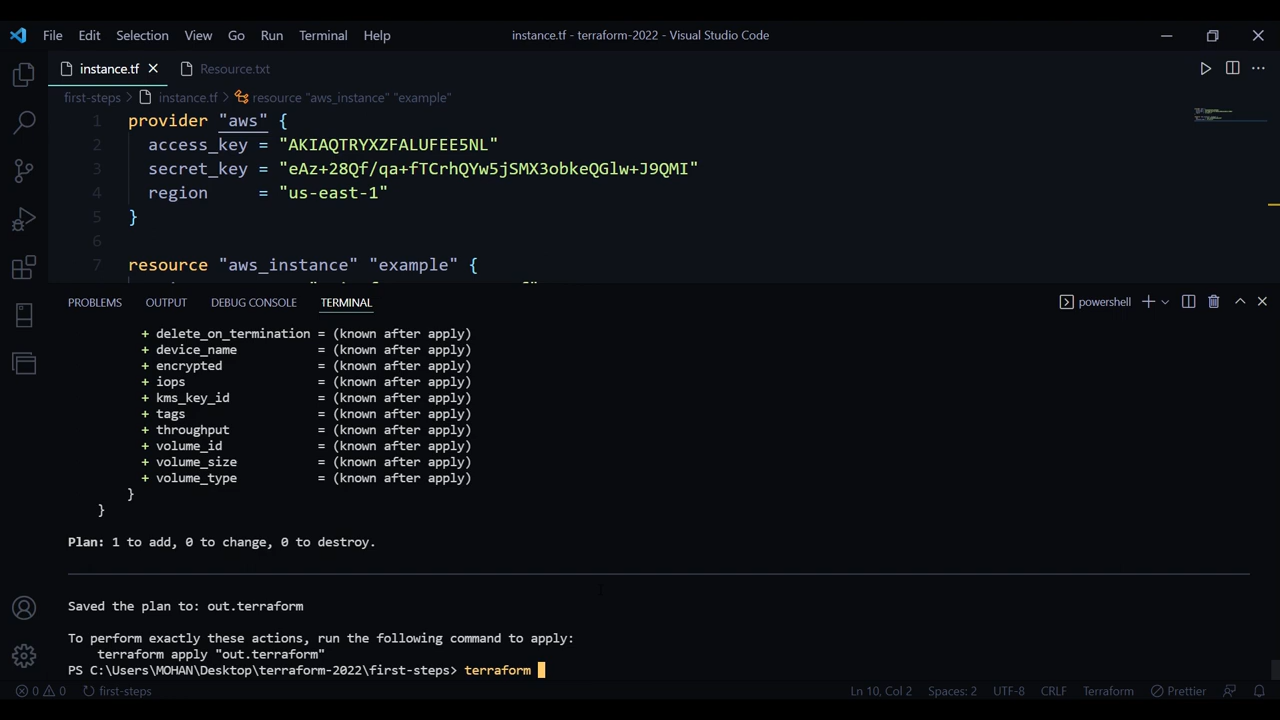 File Edit Selection View Go Run Terminal Help instance.tf - terraform-2022 - Visual Studio Code
instance.tf Resource.txt
first-steps > instance.tf > resource "aws_instance" "example"
1 provider "aws" {
2 access_key = "AKIAQTRYXZFALUFEE5NL"
3 secret_key = "eAz+28Qf/qa+fTCrhQYw5jSMX3obkeQGlw+J9QMI"
4 region = "us-east-1"
5 }
6
7 resource "aws_instance" "example" {
PROBLEMS OUTPUT DEBUG CONSOLE TERMINAL powershell
+ delete_on_termination = (known after apply)
+ device_name = (known after apply)
+ encrypted = (known after apply)
+ iops = (known after apply)
+ kms_key_id = (known after apply)
+ tags = (known after apply)
+ throughput = (known after apply)
+ volume_id = (known after apply)
+ volume_size = (known after apply)
+ volume_type = (known after apply)
}
}
Plan: 1 to add, 0 to change, 0 to destroy.
Saved the plan to: out.terraform
To perform exactly these actions, run the following command to apply:
terraform apply "out.terraform"
PS C:\Users\MOHAN\Desktop\terraform-2022\first-steps> terraform
0 0 first-steps Ln 10, Col 2 Spaces: 2 UTF-8 CRLF Terraform Prettier